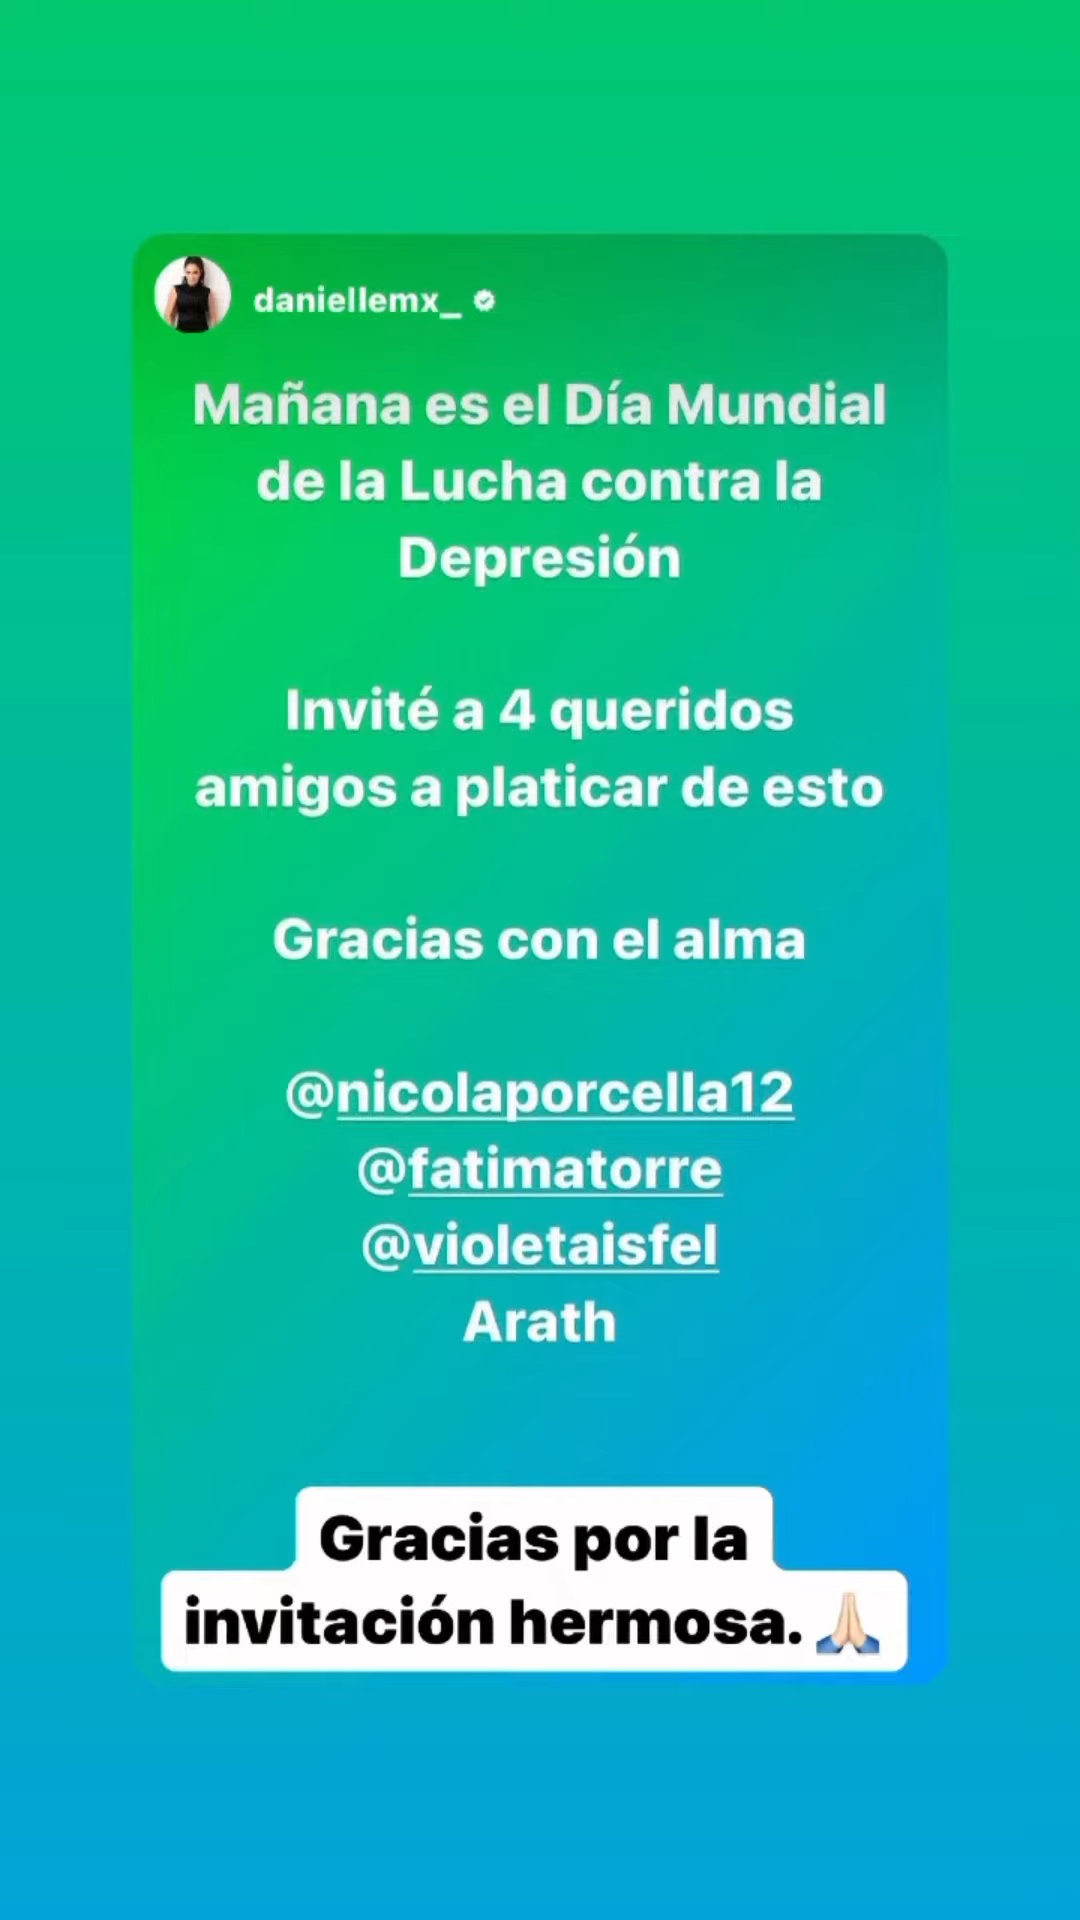 daniellemx_
Mañana es el Día Mundial
de la Lucha contra la
Depresión
Invité a 4 queridos
amigos a platicar de esto
Gracias con el alma
@nicolaporcella12
@fatimatorre
@violetaisfel
Arath
Gracias por la
invitación hermosa. 🙏🏻